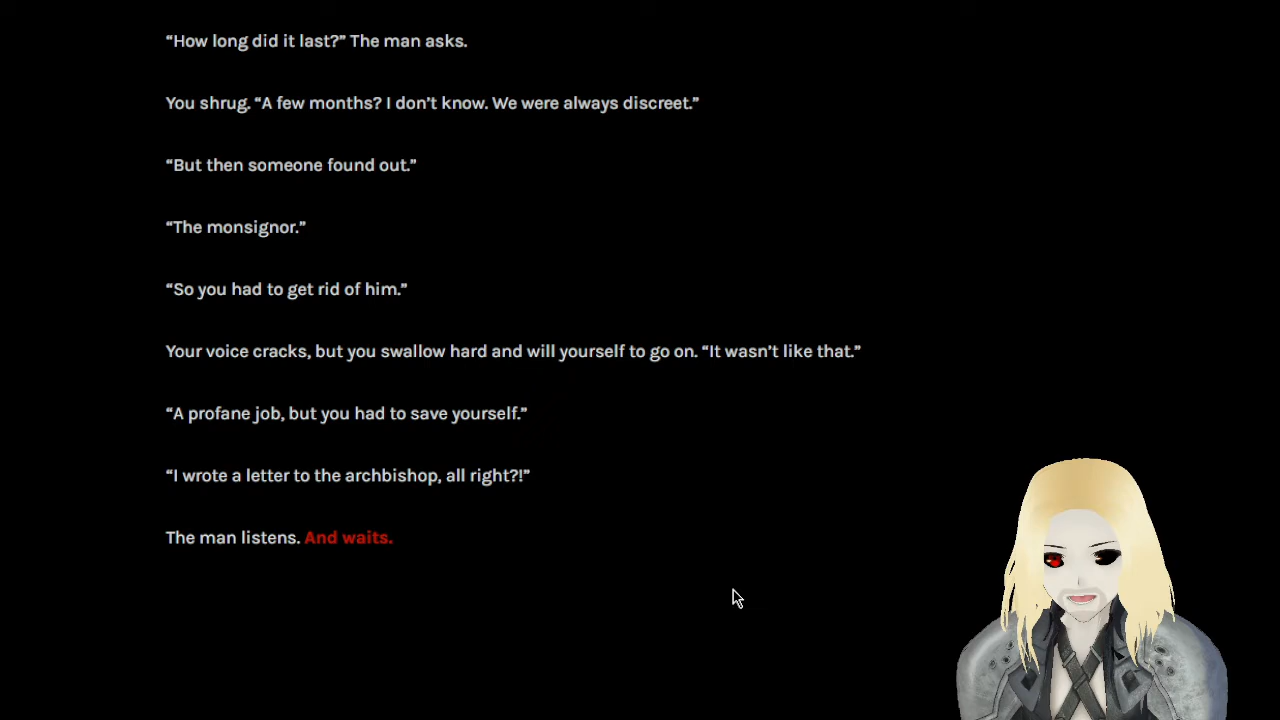 “How long did it last?” The man asks.
You shrug. “A few months? I don’t know. We were always discreet.”
“But then someone found out.”
“The monsignor.”
“So you had to get rid of him.”
Your voice cracks, but you swallow hard and will yourself to go on. “It wasn’t like that.”
“A profane job, but you had to save yourself.”
“I wrote a letter to the archbishop, all right?!”
The man listens. And waits.